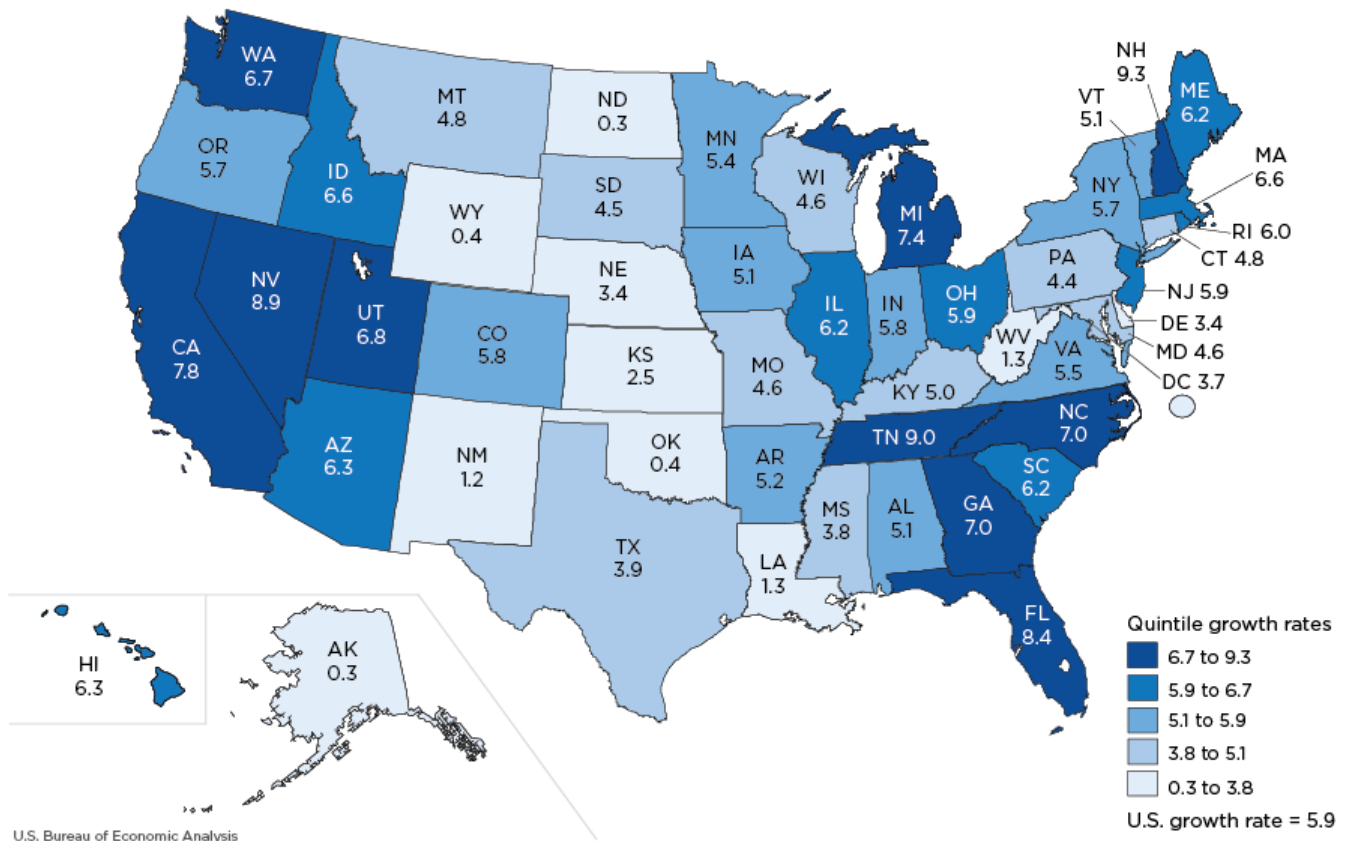 WA
6.7
OR
5.7
ID
6.6
MT
4.8
ND
0.3
MN
5.4
WI
4.6
MI
7.4
NH
9.3
VT
5.1
ME
6.2
MA
6.6
NY
5.7
RI 6.0
CT 4.8
SD
4.5
WY
0.4
NE
3.4
IA
5.1
IL
6.2
IN
5.8
OH
5.9
PA
4.4
NJ 5.9
DE 3.4
MD 4.6
DC 3.7
CA
7.8
NV
8.9
UT
6.8
CO
5.8
KS
2.5
MO
4.6
KY 5.0
WV
1.3
VA
5.5
AZ
6.3
NM
1.2
OK
0.4
AR
5.2
TN 9.0
NC
7.0
SC
6.2
TX
3.9
LA
1.3
MS
3.8
AL
5.1
GA
7.0
FL
8.4
HI
6.3
AK
0.3
Quintile growth rates
6.7 to 9.3
5.9 to 6.7
5.1 to 5.9
3.8 to 5.1
0.3 to 3.8
U.S. growth rate = 5.9
U.S. Bureau of Economic Analysis